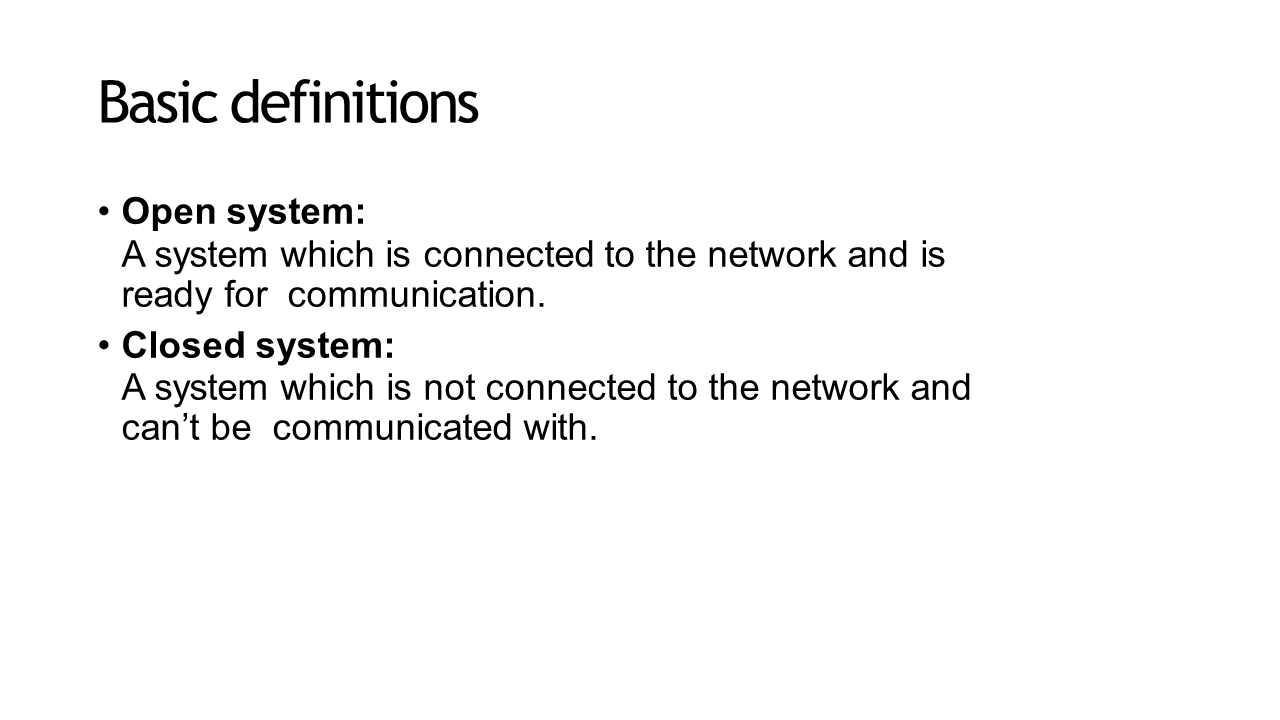 Basic definitions
• Open system:
A system which is connected to the network and is
ready for  communication.
• Closed system:
A system which is not connected to the network and
can’t be  communicated with.